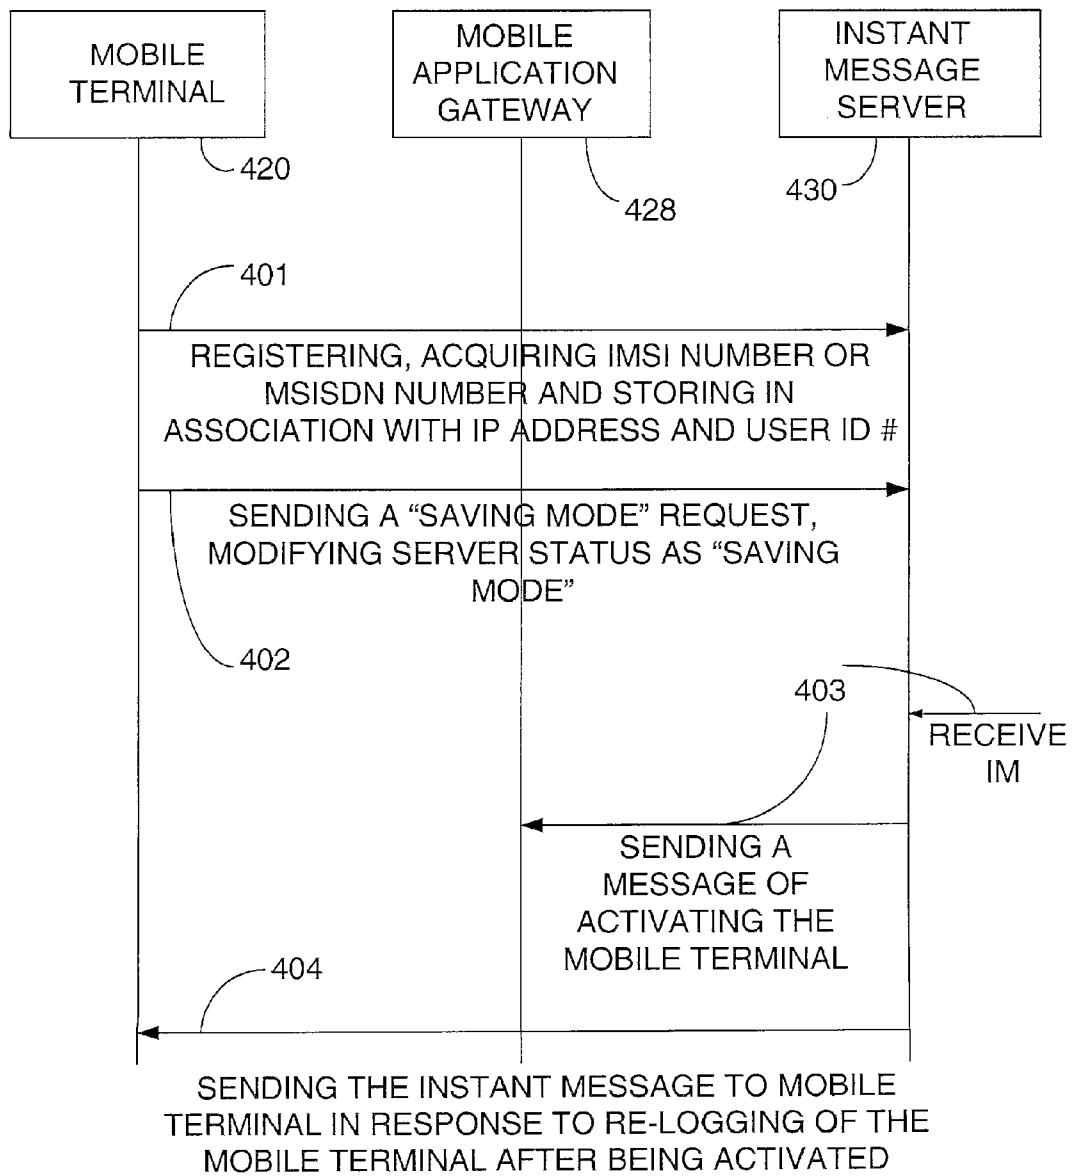 MOBILE
TERMINAL
MOBILE
APPLICATION
GATEWAY
INSTANT
MESSAGE
SERVER
420
428
430
401
REGISTERING, ACQUIRING IMSI NUMBER OR
MSISDN NUMBER AND STORING IN
ASSOCIATION WITH IP ADDRESS AND USER ID #
SENDING A “SAVING MODE” REQUEST,
MODIFYING SERVER STATUS AS “SAVING
MODE”
402
403
RECEIVE
IM
SENDING A
MESSAGE OF
ACTIVATING THE
MOBILE TERMINAL
404
SENDING THE INSTANT MESSAGE TO MOBILE
TERMINAL IN RESPONSE TO RE-LOGGING OF THE
MOBILE TERMINAL AFTER BEING ACTIVATED